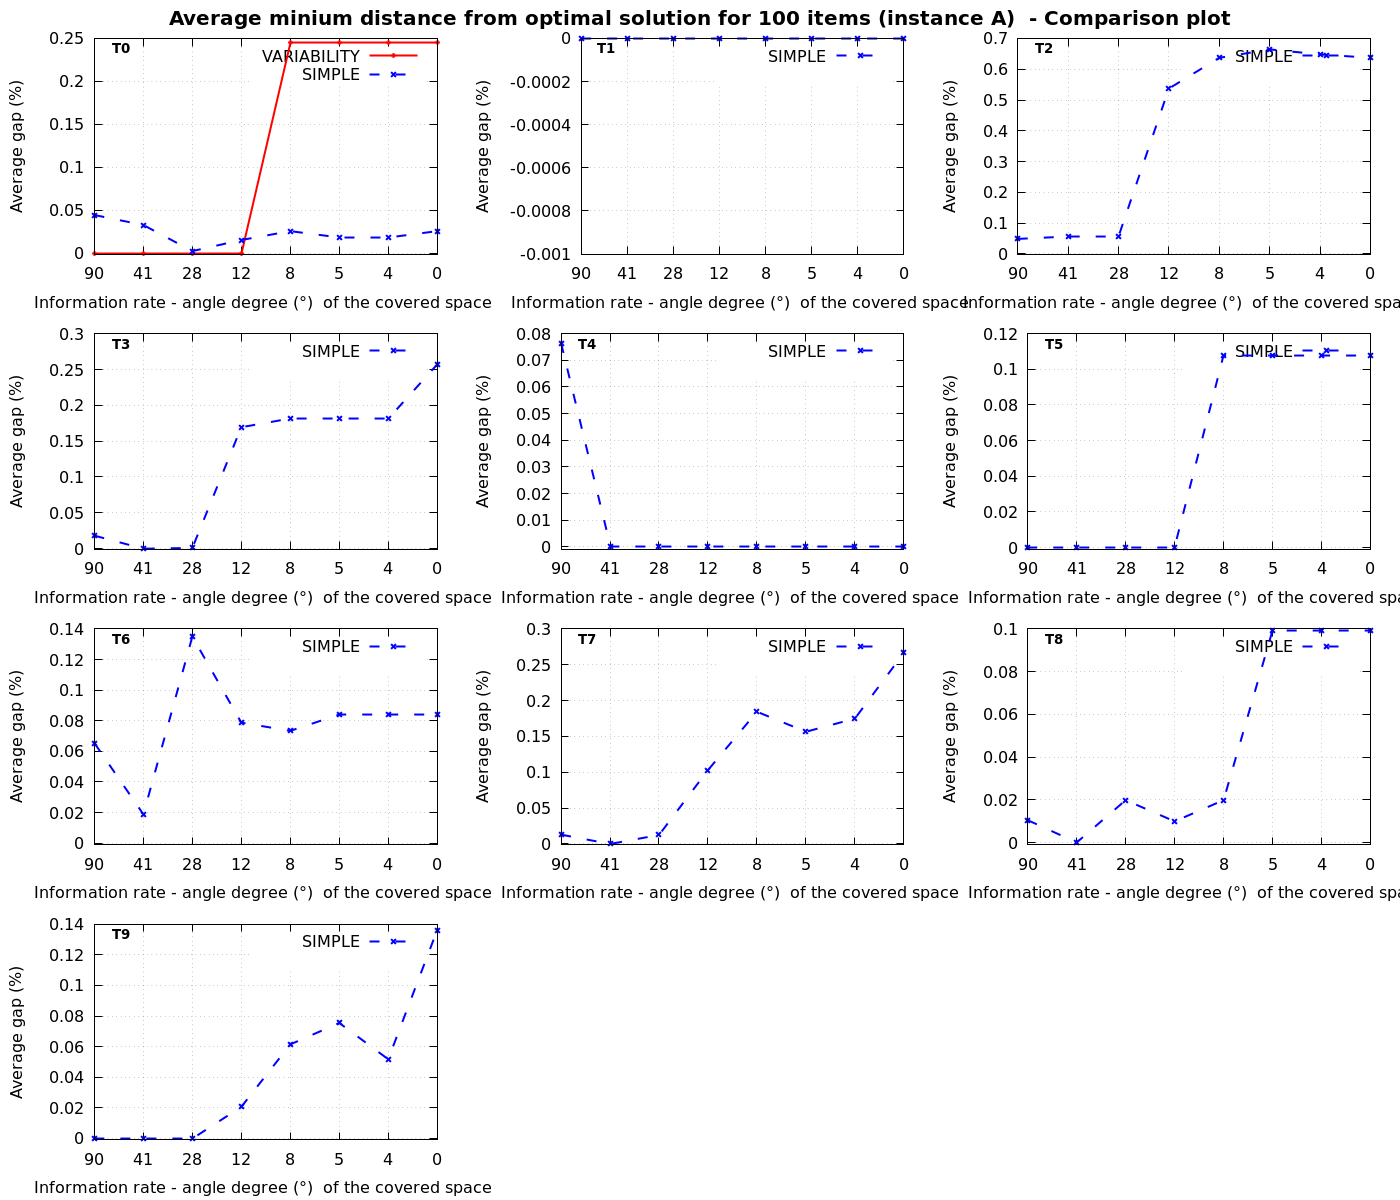 Average minium distance from optimal solution for 100 items (instance A)  - Comparison plot
T0
VARIABILITY
SIMPLE
Average gap (%)
0.25
0.2
0.15
0.1
0.05
0
90 41 28 12 8 5 4 0
Information rate - angle degree (°)  of the covered space
T1
SIMPLE
Average gap (%)
0
-0.0002
-0.0004
-0.0006
-0.0008
-0.001
90 41 28 12 8 5 4 0
Information rate - angle degree (°)  of the covered space
T2
SIMPLE
Average gap (%)
0.7
0.6
0.5
0.4
0.3
0.2
0.1
0
90 41 28 12 8 5 4 0
Information rate - angle degree (°)  of the covered spa
T3
SIMPLE
Average gap (%)
0.3
0.25
0.2
0.15
0.1
0.05
0
90 41 28 12 8 5 4 0
Information rate - angle degree (°)  of the covered space
T4
SIMPLE
Average gap (%)
0.08
0.07
0.06
0.05
0.04
0.03
0.02
0.01
0
90 41 28 12 8 5 4 0
Information rate - angle degree (°)  of the covered space
T5
SIMPLE
Average gap (%)
0.12
0.1
0.08
0.06
0.04
0.02
0
90 41 28 12 8 5 4 0
Information rate - angle degree (°)  of the covered spa
T6
SIMPLE
Average gap (%)
0.14
0.12
0.1
0.08
0.06
0.04
0.02
0
90 41 28 12 8 5 4 0
Information rate - angle degree (°)  of the covered space
T7
SIMPLE
Average gap (%)
0.3
0.25
0.2
0.15
0.1
0.05
0
90 41 28 12 8 5 4 0
Information rate - angle degree (°)  of the covered space
T8
SIMPLE
Average gap (%)
0.1
0.08
0.06
0.04
0.02
0
90 41 28 12 8 5 4 0
Information rate - angle degree (°)  of the covered spa
T9
SIMPLE
Average gap (%)
0.14
0.12
0.1
0.08
0.06
0.04
0.02
0
90 41 28 12 8 5 4 0
Information rate - angle degree (°)  of the covered space